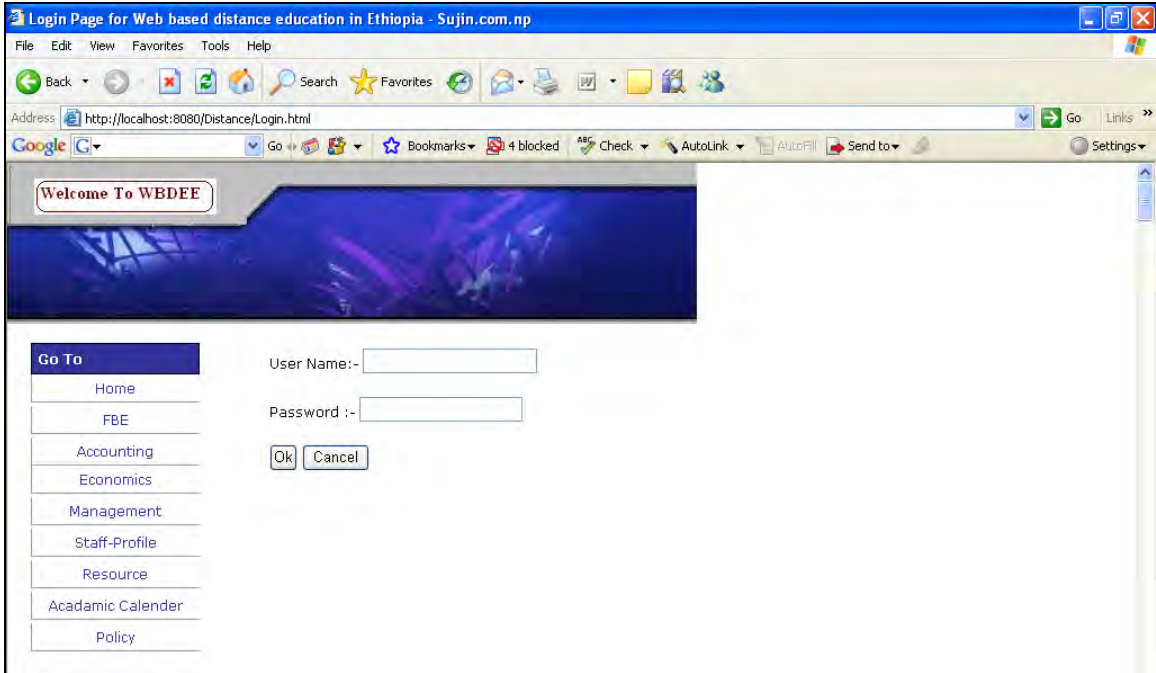 Login Page for Web based distance education in Ethiopia - Sujin.com.np
File Edit View Favorites Tools Help
Back Search Favorites W
Address http://localhost:8080/Distance/Login.html Go Links »
Google G Go Bookmarks 4 blocked ABC Check AutoLink AutoFill Send to Settings
Welcome To WBDEE
Go To
User Name:-
Home
FBE
Password :-
Accounting
Ok Cancel
Economics
Management
Staff-Profile
Resource
Acadamic Calender
Policy